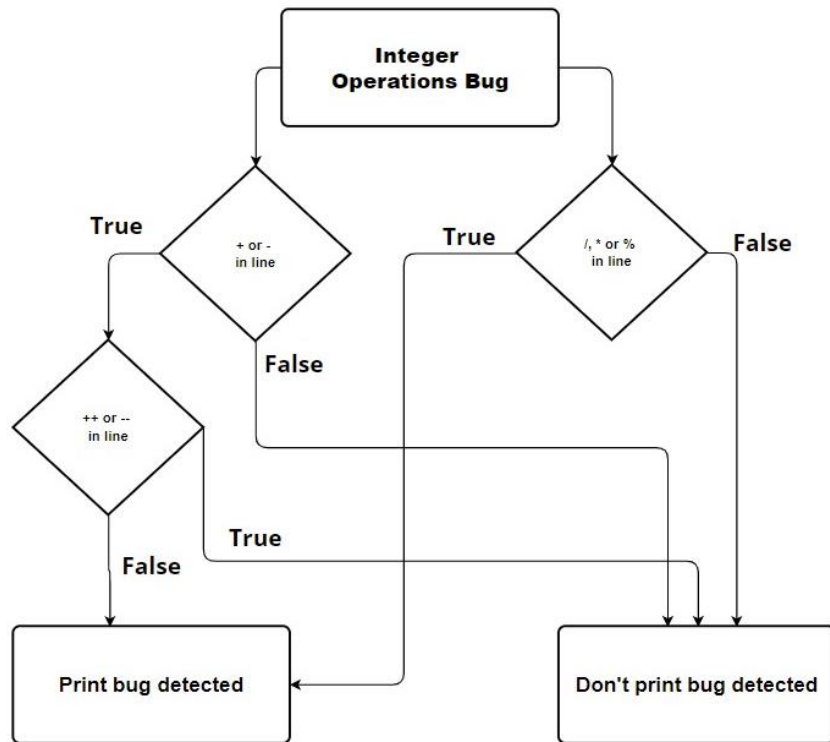 Integer
Operations Bug
True
+ or -
in line
True
/, * or %
in line
False
False
++ or --
in line
True
False
Print bug detected
Don't print bug detected